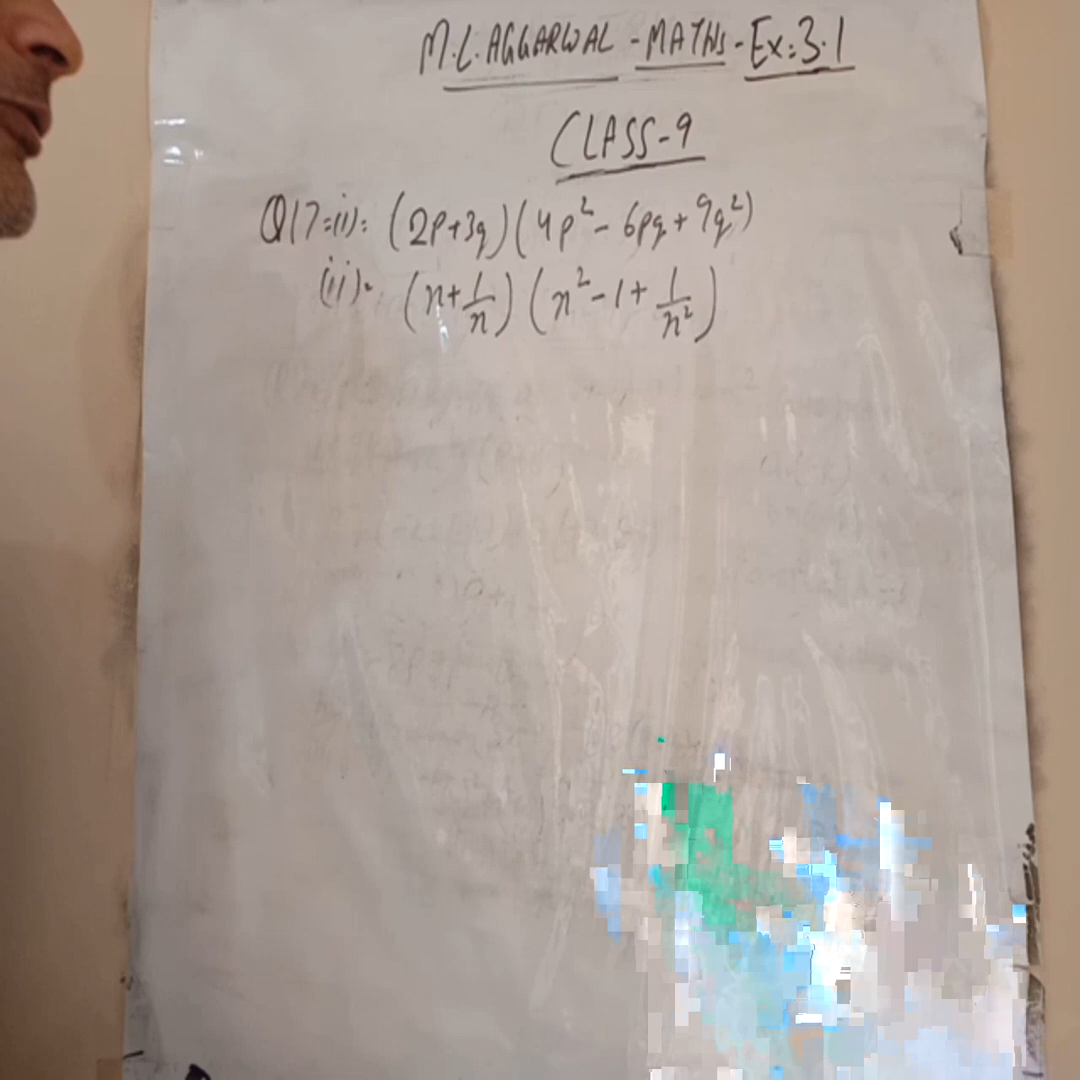 M.L. AGGARWAL - MATHS - Ex: 3.1
CLASS-9
Q17=(i)= (2p+3q)(4p² - 6pq + 9q²)
(ii)= (x+1/x)(x² - 1 + 1/x²)